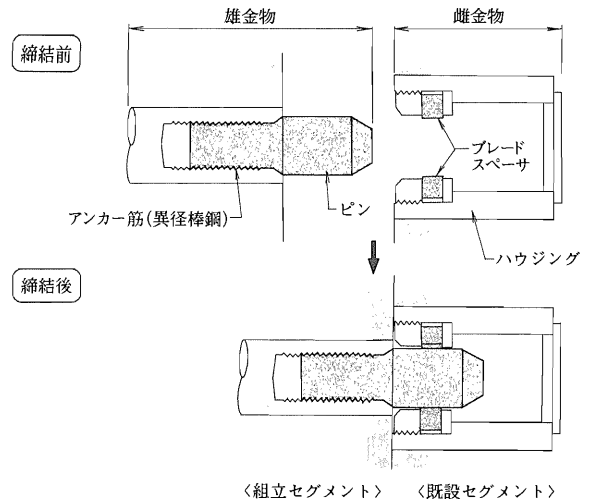 雄金物
雌金物
締結前
ブレード
スペーサ
アンカー筋(異径棒鋼)
ピン
ハウジング
締結後
〈組立セグメント〉
〈既設セグメント〉